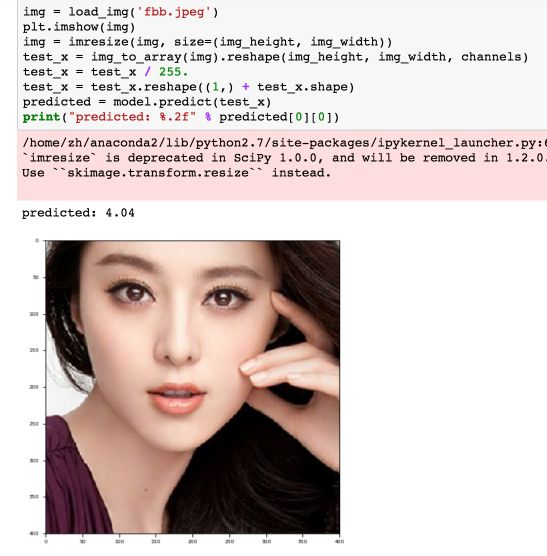 img = load_img('fbb.jpeg')
plt.imshow(img)
img = imresize(img, size=(img_height, img_width))
test_x = img_to_array(img).reshape(img_height, img_width, channels)
test_x = test_x / 255.
test_x = test_x.reshape((1,) + test_x.shape)
predicted = model.predict(test_x)
print("predicted: %.2f" % predicted[0][0])
/home/zh/anaconda2/lib/python2.7/site-packages/ipykernel_launcher.py:6
`imresize` is deprecated in SciPy 1.0.0, and will be removed in 1.2.0.
Use ``skimage.transform.resize`` instead.
predicted: 4.04
0
50
100
150
200
250
300
350
400
0 50 100 150 200 250 300 350 400